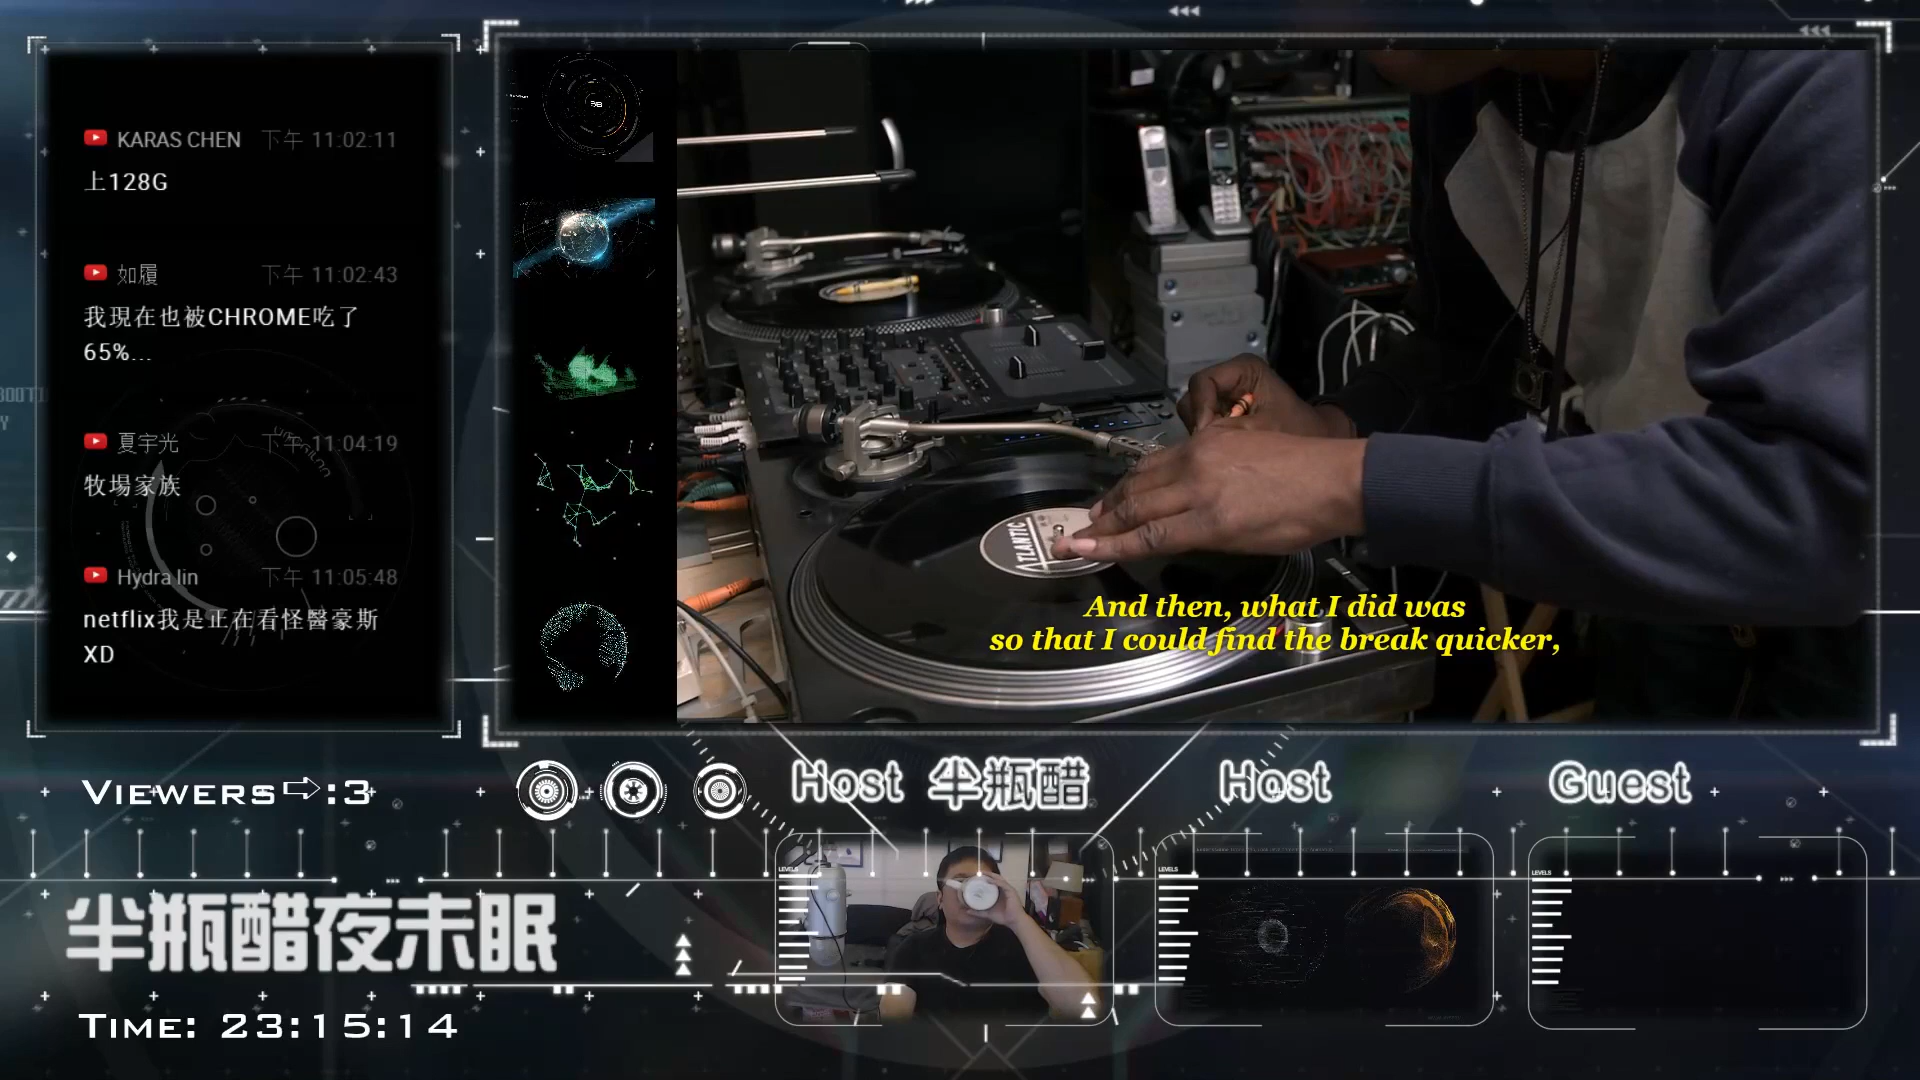 KARAS CHEN 下午 11:02:11
上128G
如履 下午 11:02:43
我現在也被CHROME吃了
65%...
夏宇光 下午 11:04:19
牧場家族
Hydra lin 下午 11:05:48
netflix我是正在看怪醫豪斯
XD
ATLANTIC
And then, what I did was
so that I could find the break quicker,
VIEWERS➪:3
Host 半瓶醋
Host
Guest
LEVELS
LEVELS
LEVELS
半瓶醋夜未眠
TIME: 23:15:14